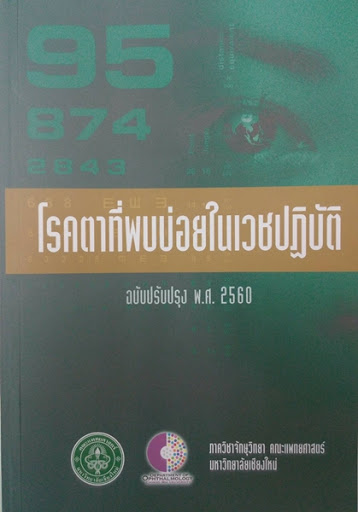 95
874
2843
โรคตาที่พบบ่อยในเวชปฏิบัติ
ฉบับปรับปรุง พ.ศ. 2560
DEPARTMENT OF
OPHTHALMOLOGY
ภาควิชาจักษุวิทยา คณะแพทยศาสตร์
มหาวิทยาลัยเชียงใหม่